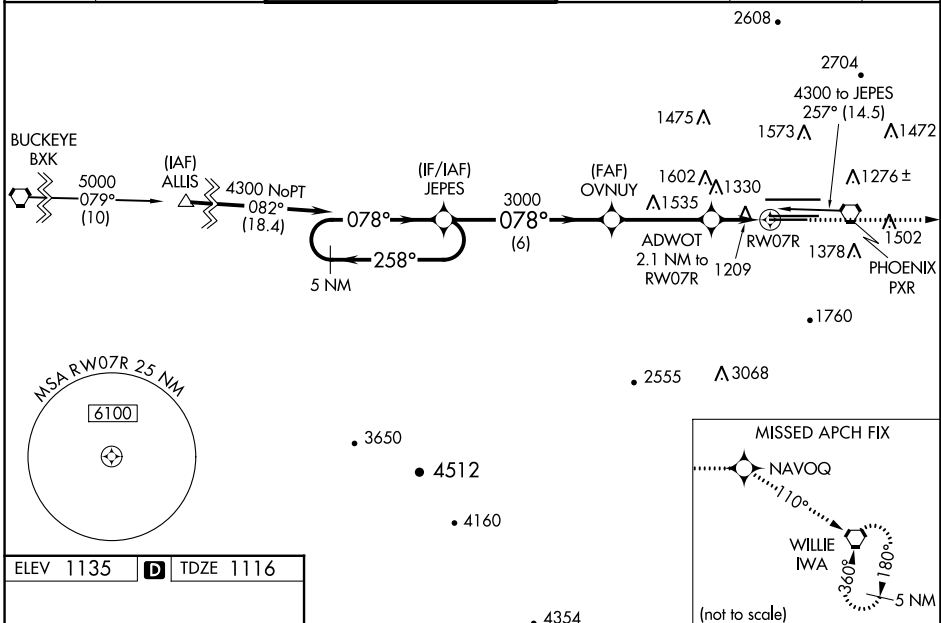 2608
2704
4300 to JEPES
257° (14.5)
1475
1573
1472
BUCKEYE
BXK
5000
079°
(10)
(IAF)
ALLIS
4300 NoPT
082°
(18.4)
(IF/IAF)
JEPES
078°
258°
5 NM
3000
078°
(6)
(FAF)
OVNUY
1602
1330
1535
1276 ±
ADWOT
2.1 NM to
RW07R
1209
RW07R
1378
1502
PHOENIX
PXR
1760
2555
3068
MSA RW07R 25 NM
6100
3650
4512
4160
4354
MISSED APCH FIX
NAVOQ
110°
WILLIE
IWA
360°
180°
5 NM
(not to scale)
ELEV 1135 D TDZE 1116